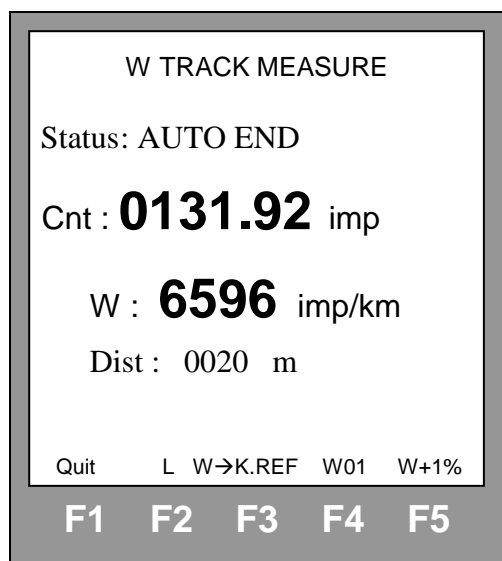 W TRACK MEASURE
Status: AUTO END
Cnt : 0131.92 imp
W : 6596 imp/km
Dist : 0020 m
Quit L W→K.REF W01 W+1%
F1 F2 F3 F4 F5